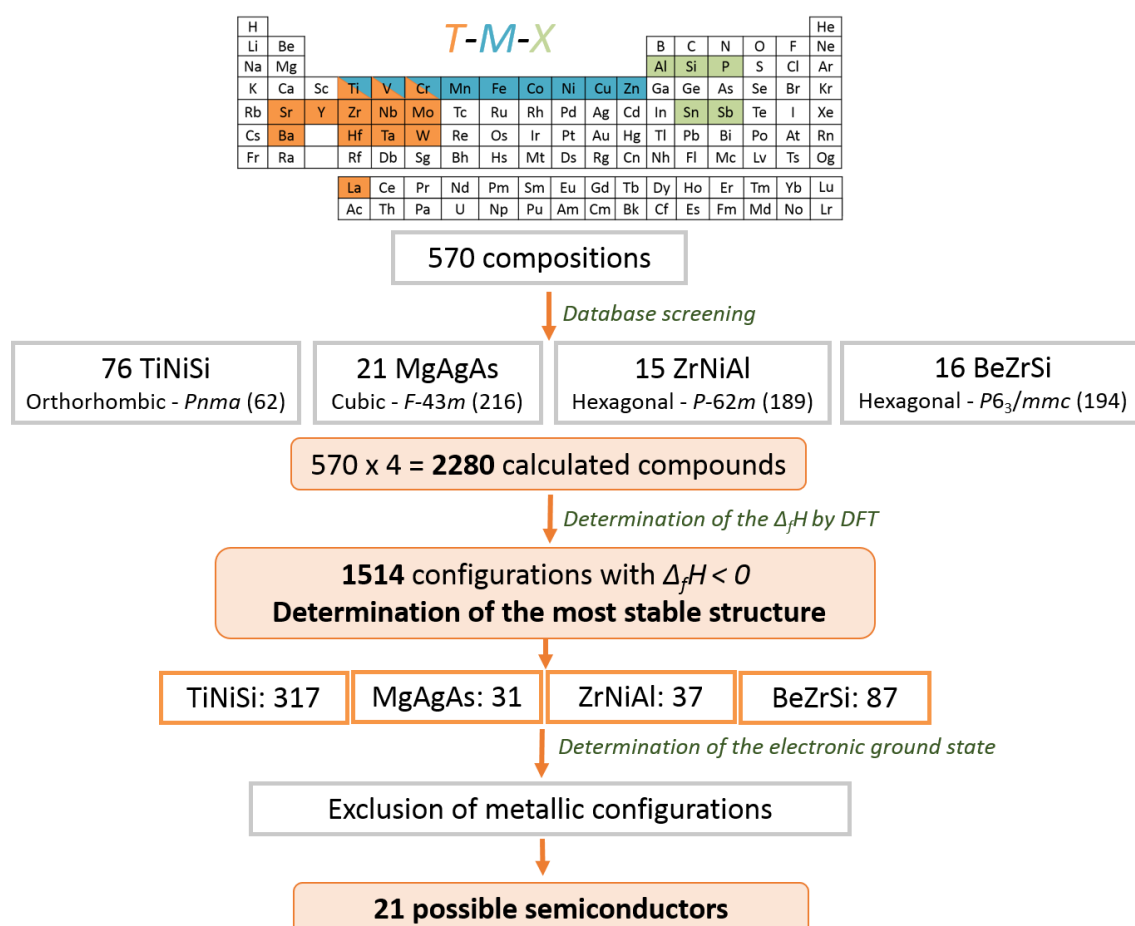 T-M-X
H He
Li Be B C N O F Ne
Na Mg Al Si P S Cl Ar
K Ca Sc Ti V Cr Mn Fe Co Ni Cu Zn Ga Ge As Se Br Kr
Rb Sr Y Zr Nb Mo Tc Ru Rh Pd Ag Cd In Sn Sb Te I Xe
Cs Ba Hf Ta W Re Os Ir Pt Au Hg Tl Pb Bi Po At Rn
Fr Ra Rf Db Sg Bh Hs Mt Ds Rg Cn Nh Fl Mc Lv Ts Og
La Ce Pr Nd Pm Sm Eu Gd Tb Dy Ho Er Tm Yb Lu
Ac Th Pa U Np Pu Am Cm Bk Cf Es Fm Md No Lr
570 compositions
Database screening
76 TiNiSi
Orthorhombic - Pnma (62)
21 MgAgAs
Cubic - F-43m (216)
15 ZrNiAl
Hexagonal - P-62m (189)
16 BeZrSi
Hexagonal - P6₃/mmc (194)
570 x 4 = 2280 calculated compounds
Determination of the ΔfH by DFT
1514 configurations with ΔfH < 0
Determination of the most stable structure
TiNiSi: 317
MgAgAs: 31
ZrNiAl: 37
BeZrSi: 87
Determination of the electronic ground state
Exclusion of metallic configurations
21 possible semiconductors